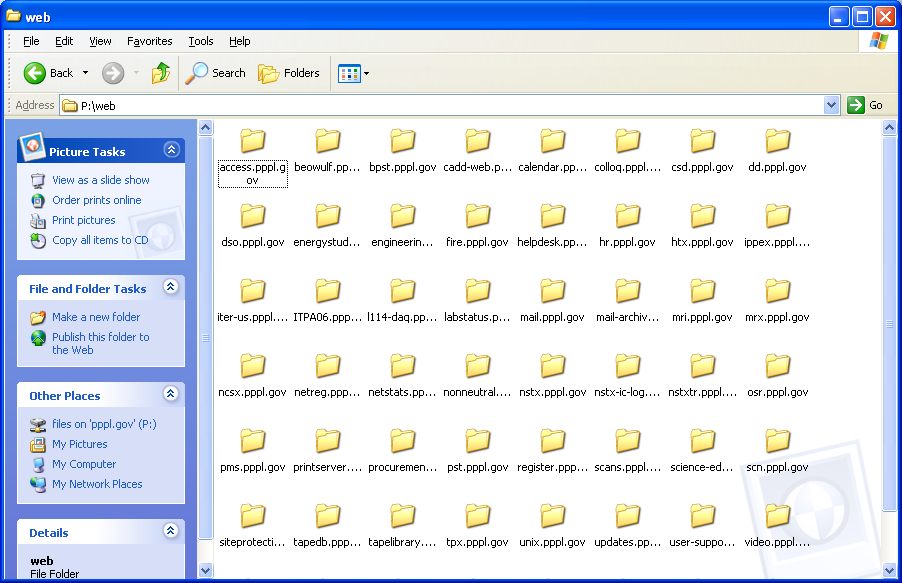 web
File Edit View Favorites Tools Help
Back Search Folders
Address P:\web Go
Picture Tasks
View as a slide show
Order prints online
Print pictures
Copy all items to CD
File and Folder Tasks
Make a new folder
Publish this folder to
the Web
Other Places
files on 'pppl.gov' (P:)
My Pictures
My Computer
My Network Places
Details
web
File Folder
access.pppl.g
ov
beowulf.pp... bpst.pppl.gov cadd-web.p... calendar.pp... colloq.pppl.... csd.pppl.gov dd.pppl.gov
dso.pppl.gov energystud... engineerin... fire.pppl.gov helpdesk.pp... hr.pppl.gov htx.pppl.gov ippex.pppl....
iter-us.pppl.... ITPA06.ppp... l114-daq.pp... labstatus.p... mail.pppl.gov mail-archiv... mri.pppl.gov mrx.pppl.gov
ncsx.pppl.gov netreg.ppp... netstats.pp... nonneutral.... nstx.pppl.gov nstx-ic-log.... nstxtr.pppl.... osr.pppl.gov
pms.pppl.gov printserver.... procuremen... pst.pppl.gov register.ppp... scans.pppl.... science-ed... scn.pppl.gov
siteprotecti... tapedb.ppp... tapelibrary.... tpx.pppl.gov unix.pppl.gov updates.pp... user-suppo... video.pppl....